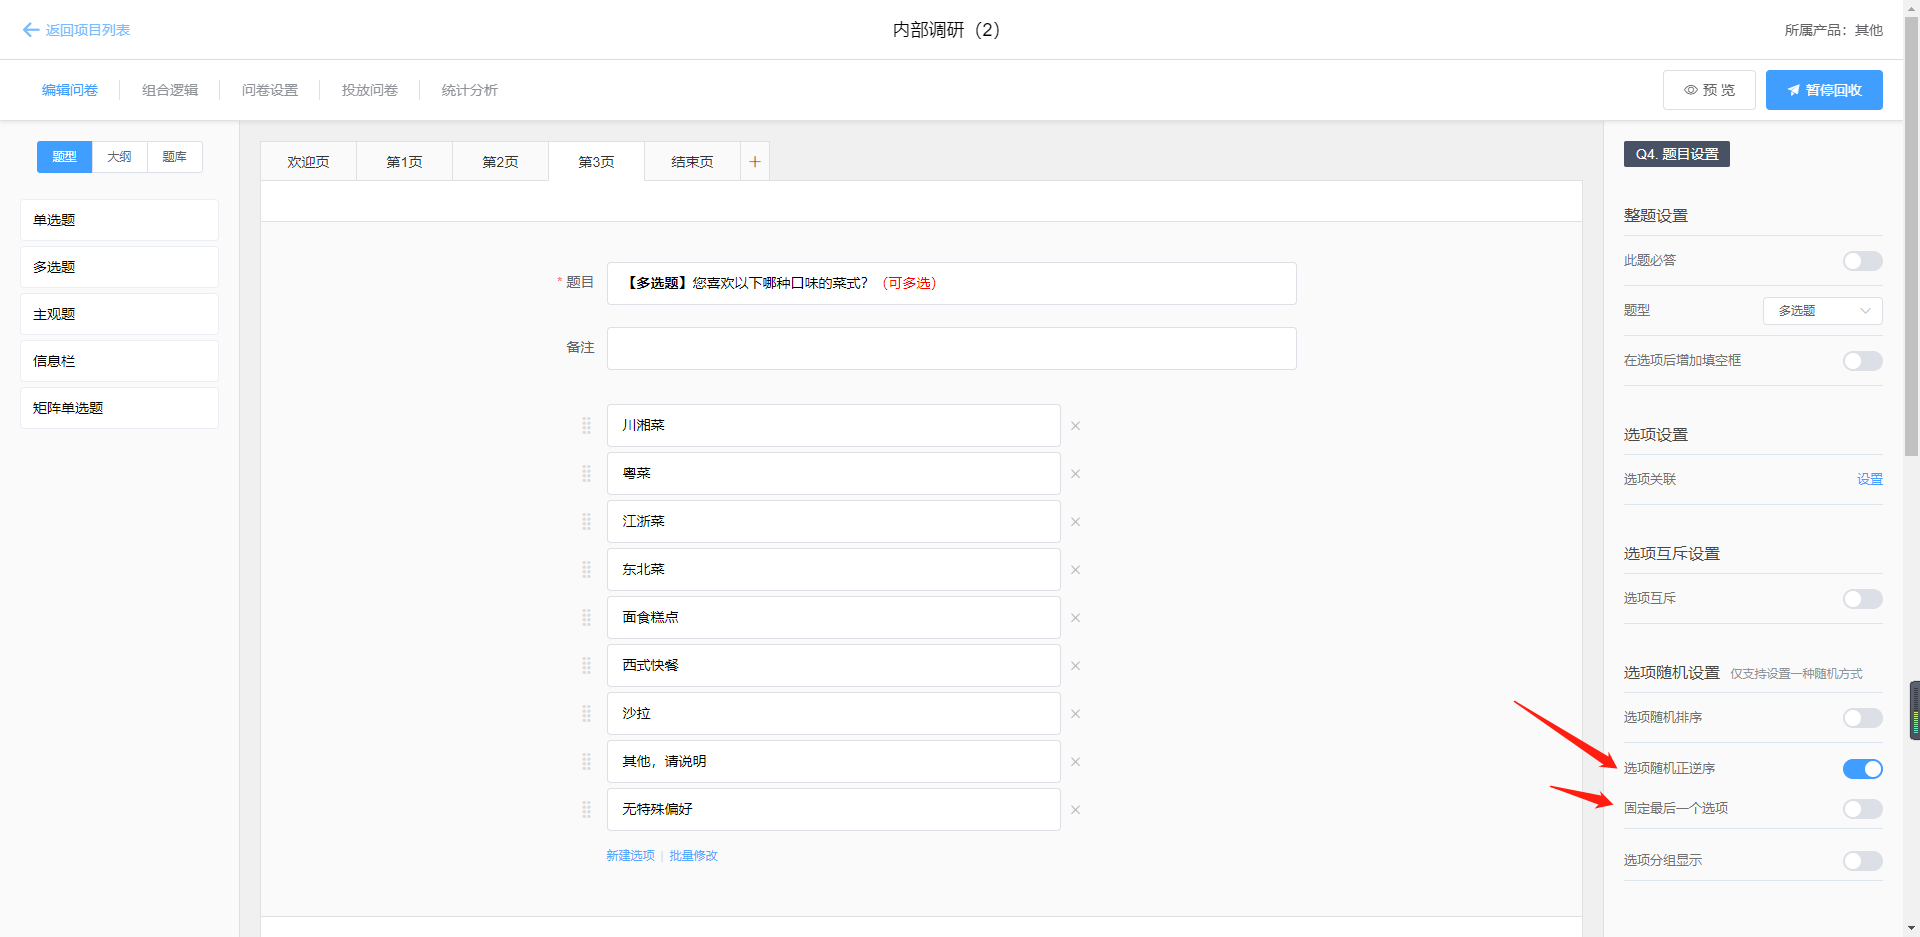 返回项目列表
内部调研（2）
所属产品：其他
编辑问卷
组合逻辑
问卷设置
投放问卷
统计分析
预 览
暂停回收
题型
大纲
题库
单选题
多选题
主观题
信息栏
矩阵单选题
欢迎页
第1页
第2页
第3页
结束页
+
* 题目
【多选题】您喜欢以下哪种口味的菜式？（可多选）
备注
川湘菜
粤菜
江浙菜
东北菜
面食糕点
西式快餐
沙拉
其他，请说明
无特殊偏好
新建选项 | 批量修改
Q4. 题目设置
整题设置
此题必答
题型
多选题
在选项后增加填空框
选项设置
选项关联
设置
选项互斥设置
选项互斥
选项随机设置 仅支持设置一种随机方式
选项随机排序
选项随机正逆序
固定最后一个选项
选项分组显示